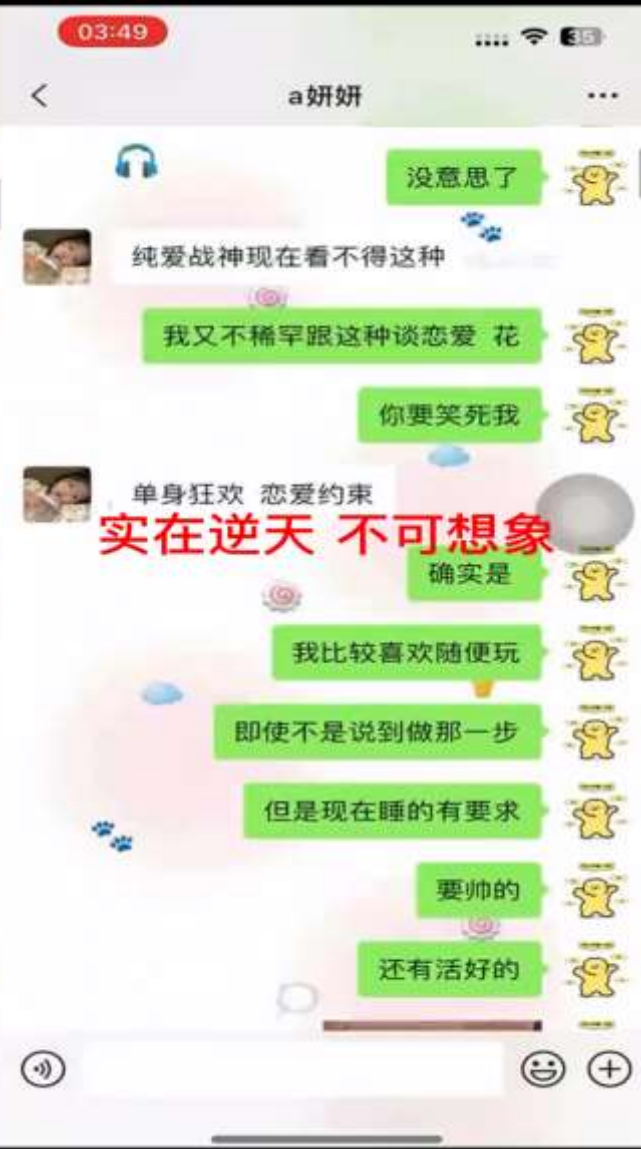 03:49
35
a妍妍
没意思了
纯爱战神现在看不得这种
我又不稀罕跟这种谈恋爱 花
你要笑死我
单身狂欢 恋爱约束
实在逆天 不可想象
确实是
我比较喜欢随便玩
即使不是说到做那一步
但是现在睡的有要求
要帅的
还有活好的